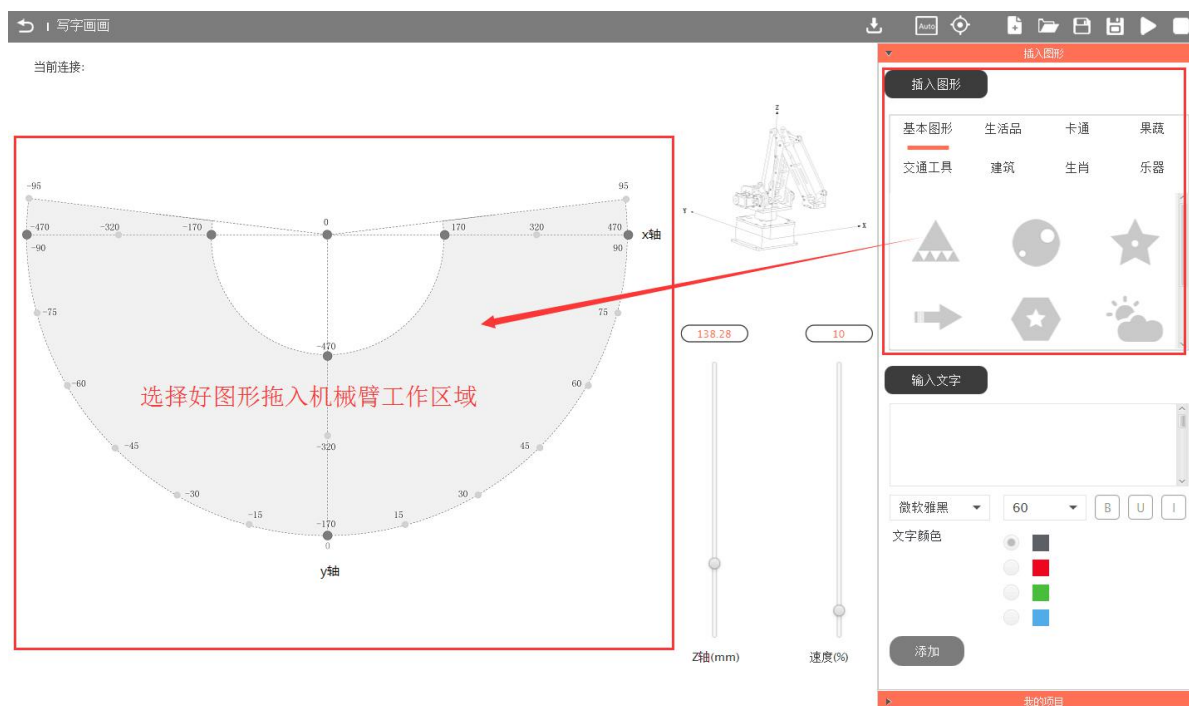 写字画画
Auto
当前连接:
插入图形
插入图形
基本图形 生活品 卡通 果蔬
交通工具 建筑 生肖 乐器
Z
Y
X
-95 95
0
-470 -320 -170 170 320 470 x轴
-90 90
-75 75
-470
-60 60
选择好图形拖入机械臂工作区域
-45 -320 45
-30 30
-15 -170 15
0
y轴
138.28 10
Z轴(mm) 速度(%)
输入文字
微软雅黑 60 B U I
文字颜色
添加
我的项目